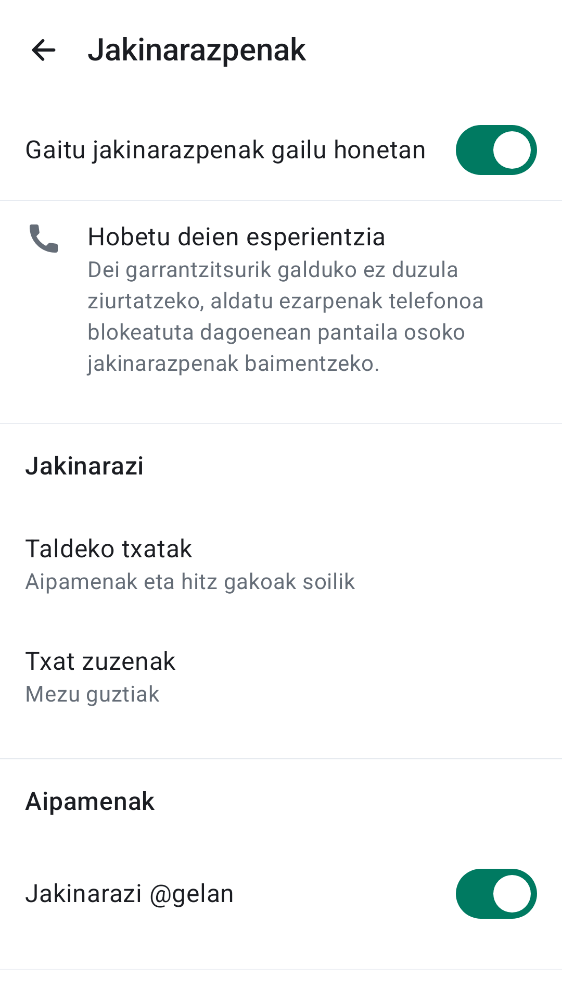 Jakinarazpenak
Gaitu jakinarazpenak gailu honetan
Hobetu deien esperientzia
Dei garrantzitsurik galduko ez duzula
ziurtatzeko, aldatu ezarpenak telefonoa
blokeatuta dagoenean pantaila osoko
jakinarazpenak baimentzeko.
Jakinarazi
Taldeko txatak
Aipamenak eta hitz gakoak soilik
Txat zuzenak
Mezu guztiak
Aipamenak
Jakinarazi @gelan